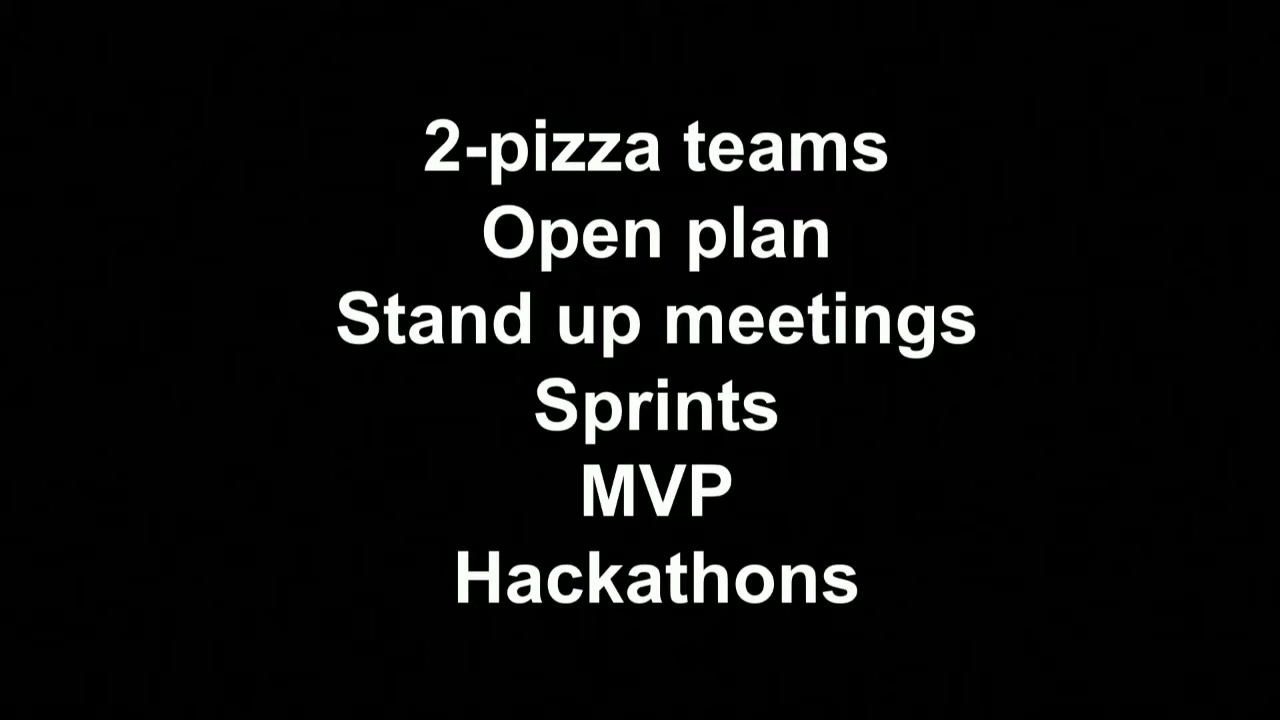 2-pizza teams
Open plan
Stand up meetings
Sprints
MVP
Hackathons